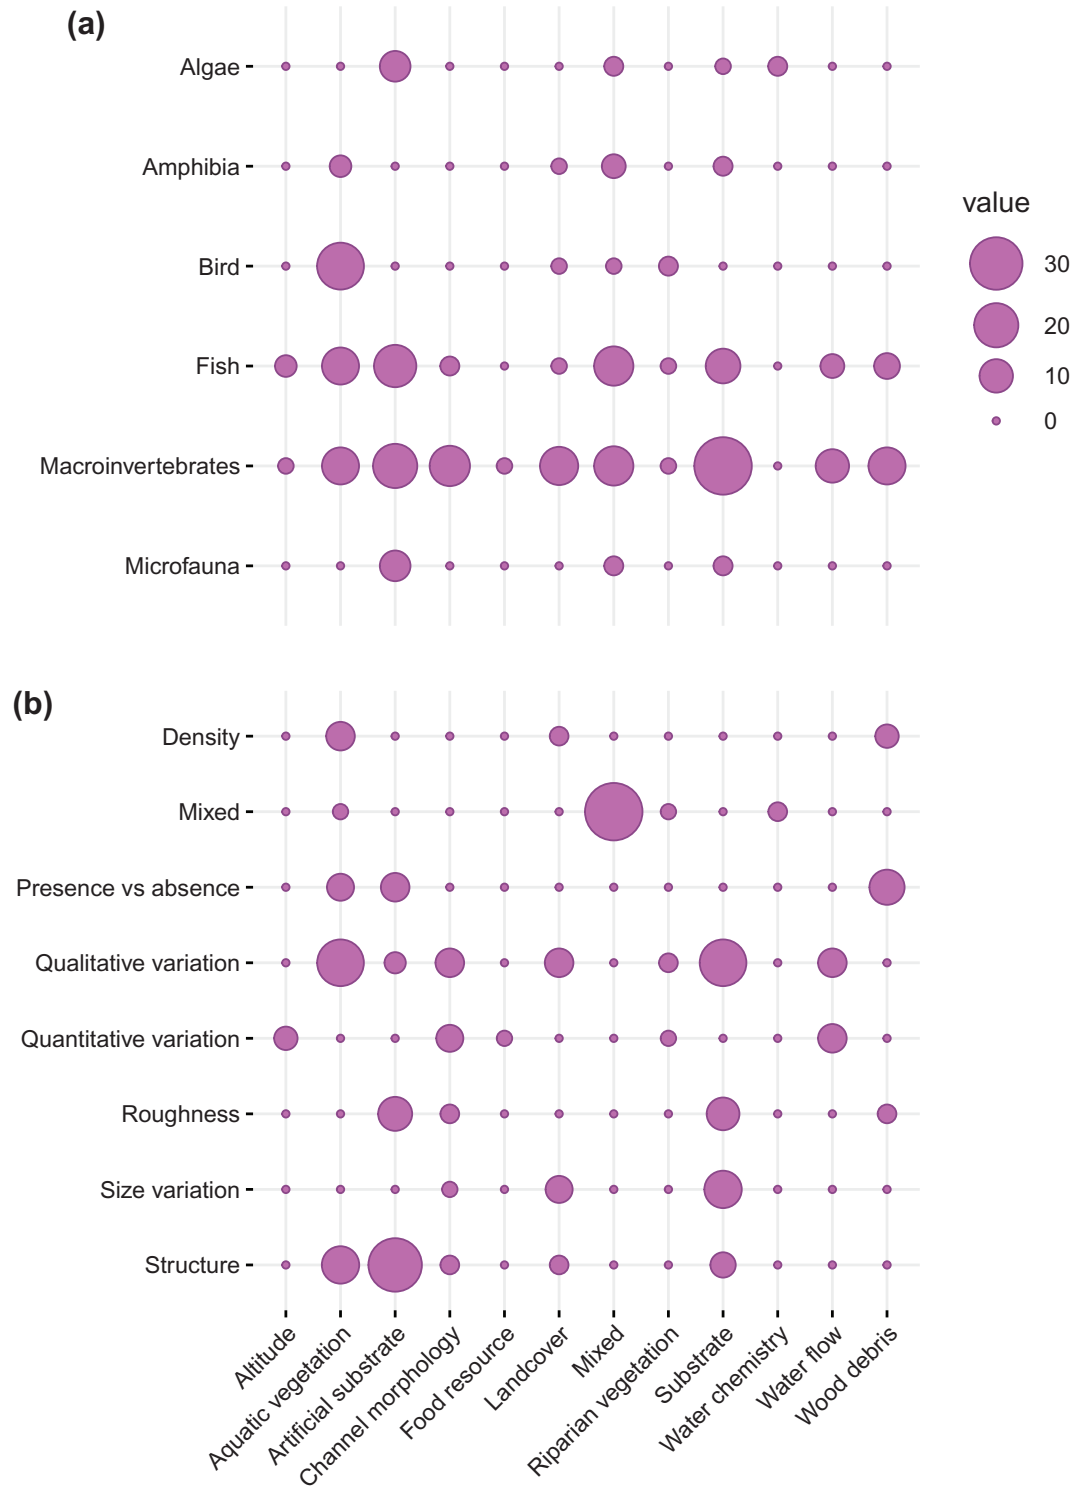 (a)
Algae
Amphibia
Bird
Fish
Macroinvertebrates
Microfauna
value
30
20
10
0
(b)
Density
Mixed
Presence vs absence
Qualitative variation
Quantitative variation
Roughness
Size variation
Structure
Altitude
Aquatic vegetation
Artificial substrate
Channel morphology
Food resource
Landcover
Mixed
Riparian vegetation
Substrate
Water chemistry
Water flow
Wood debris